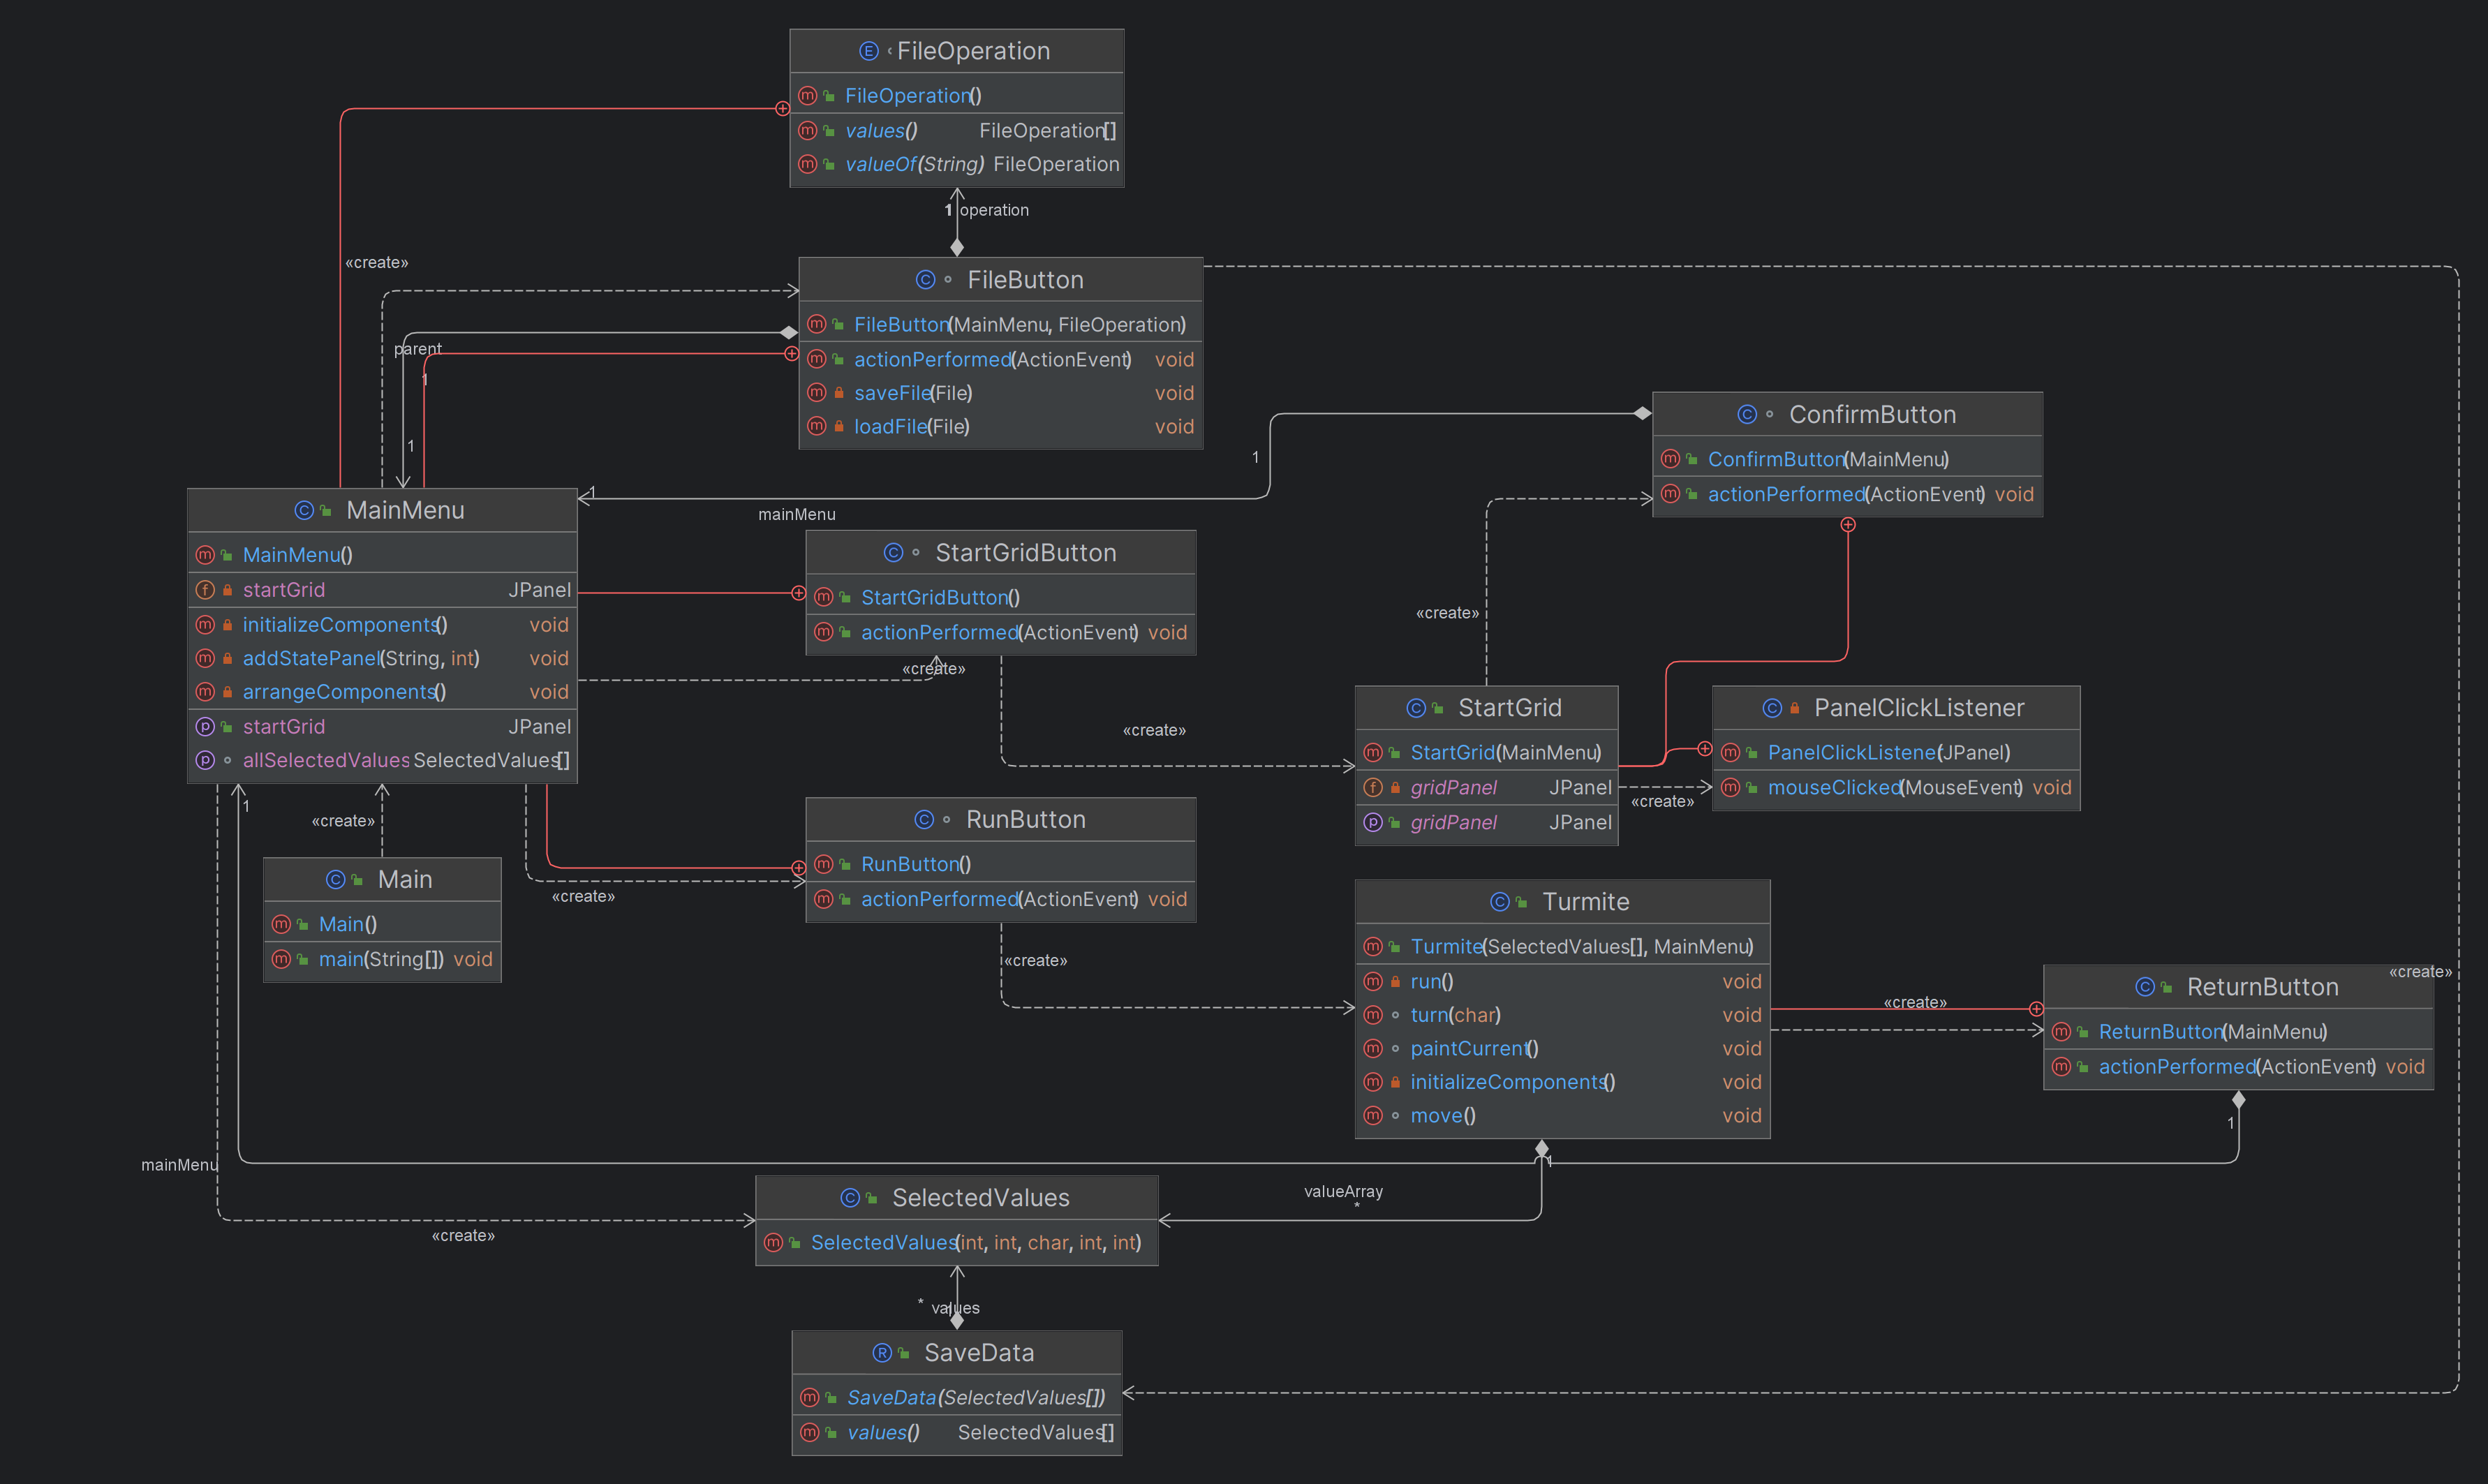 FileOperation
FileOperation()
values() FileOperation[]
valueOf(String) FileOperation
1 operation
«create»
FileButton
FileButton(MainMenu, FileOperation)
actionPerformed(ActionEvent) void
saveFile(File) void
loadFile(File) void
parent
1
1
ConfirmButton
ConfirmButton(MainMenu)
actionPerformed(ActionEvent) void
1
1
mainMenu
MainMenu
MainMenu()
startGrid JPanel
initializeComponents() void
addStatePanel(String, int) void
arrangeComponents() void
startGrid JPanel
allSelectedValues SelectedValues[]
StartGridButton
StartGridButton()
actionPerformed(ActionEvent) void
«create»
«create»
«create»
StartGrid
StartGrid(MainMenu)
gridPanel JPanel
gridPanel JPanel
PanelClickListener
PanelClickListener(JPanel)
mouseClicked(MouseEvent) void
«create»
1
«create»
Main
Main()
main(String[]) void
RunButton
RunButton()
actionPerformed(ActionEvent) void
«create»
«create»
Turmite
Turmite(SelectedValues[], MainMenu)
run() void
turn(char) void
paintCurrent() void
initializeComponents() void
move() void
«create»
«create»
ReturnButton
ReturnButton(MainMenu)
actionPerformed(ActionEvent) void
1
mainMenu
1
valueArray
*
SelectedValues
SelectedValues(int, int, char, int, int)
«create»
* values
1
SaveData
SaveData(SelectedValues[])
values() SelectedValues[]